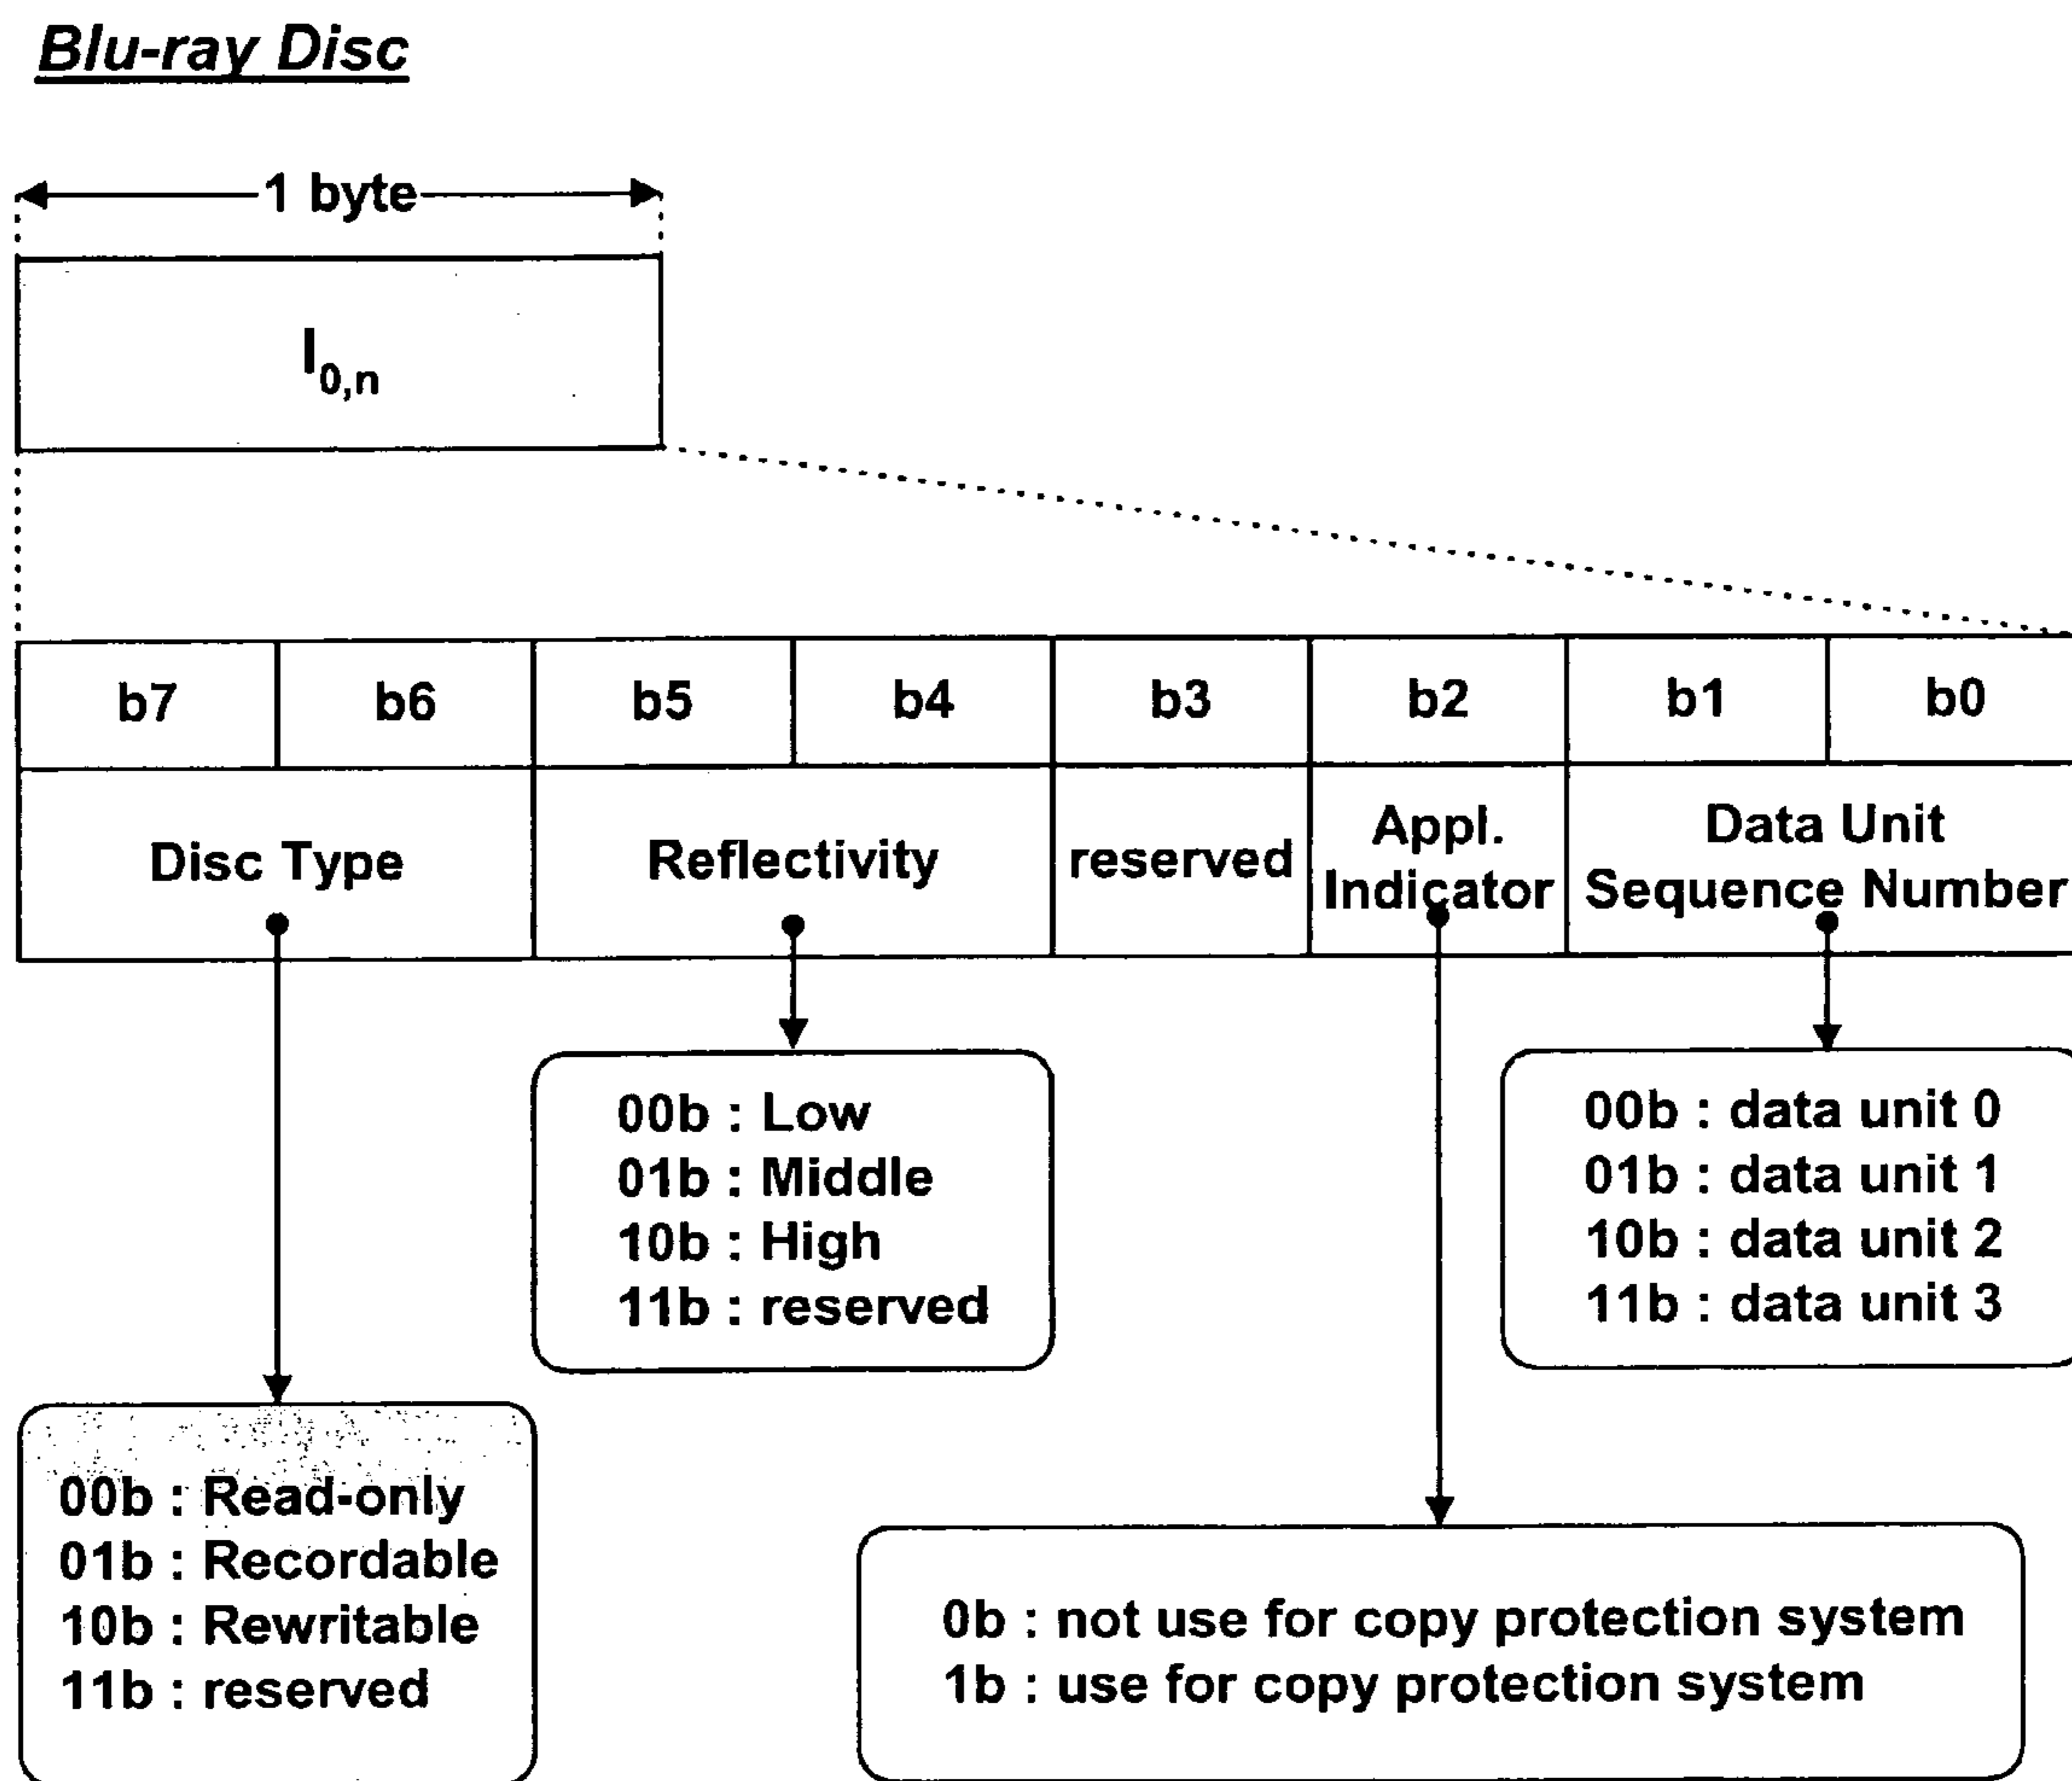 Blu-ray Disc
1 byte
I0,n
b7 b6 b5 b4 b3 b2 b1 b0
Disc Type
Reflectivity
reserved
Appl.
Indicator
Data Unit
Sequence Number
00b : Low
01b : Middle
10b : High
11b : reserved
00b : data unit 0
01b : data unit 1
10b : data unit 2
11b : data unit 3
00b : Read-only
01b : Recordable
10b : Rewritable
11b : reserved
0b : not use for copy protection system
1b : use for copy protection system